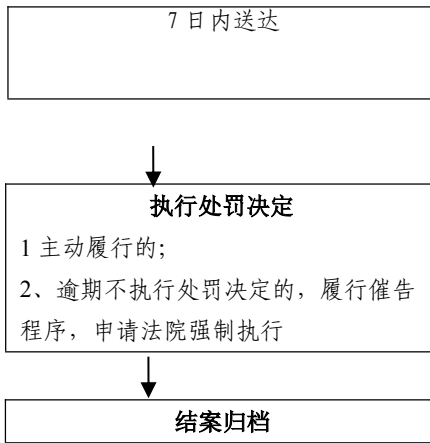 7 日内送达
执行处罚决定
1 主动履行的;
2、逾期不执行处罚决定的，履行催告
程序，申请法院强制执行
结案归档